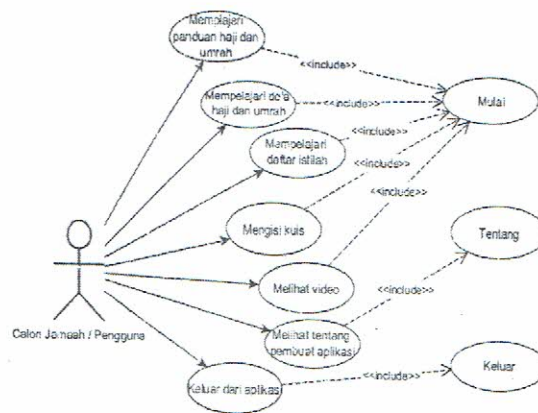 Mempelajari
panduan haji dan
umrah
<<include>>
Mulai
Mempelajari do'a
haji dan umrah
<<include>>
<<include>>
Mempelajari
daftar istilah
<<include>>
<<include>>
Mengisi kuis
Tentang
Melihat video
<<include>>
Calon Jamaah / Pengguna
Melihat tentang
pembuat aplikasi
Keluar dari aplikasi
<<include>>
Keluar